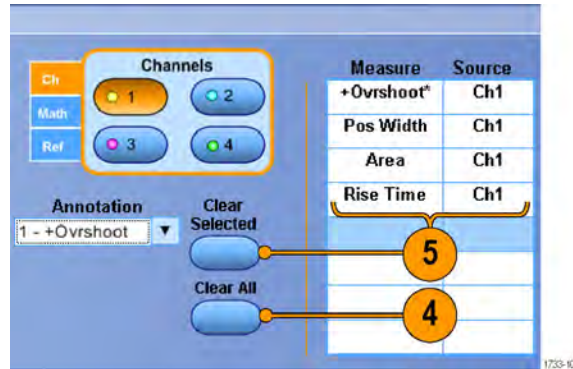 Channels
Ch
Math
Ref
1
2
3
4
Annotation
1 - +Ovrshoot
Clear
Selected
Clear All
Measure Source
+Ovrshoot* Ch1
Pos Width Ch1
Area Ch1
Rise Time Ch1
5
4